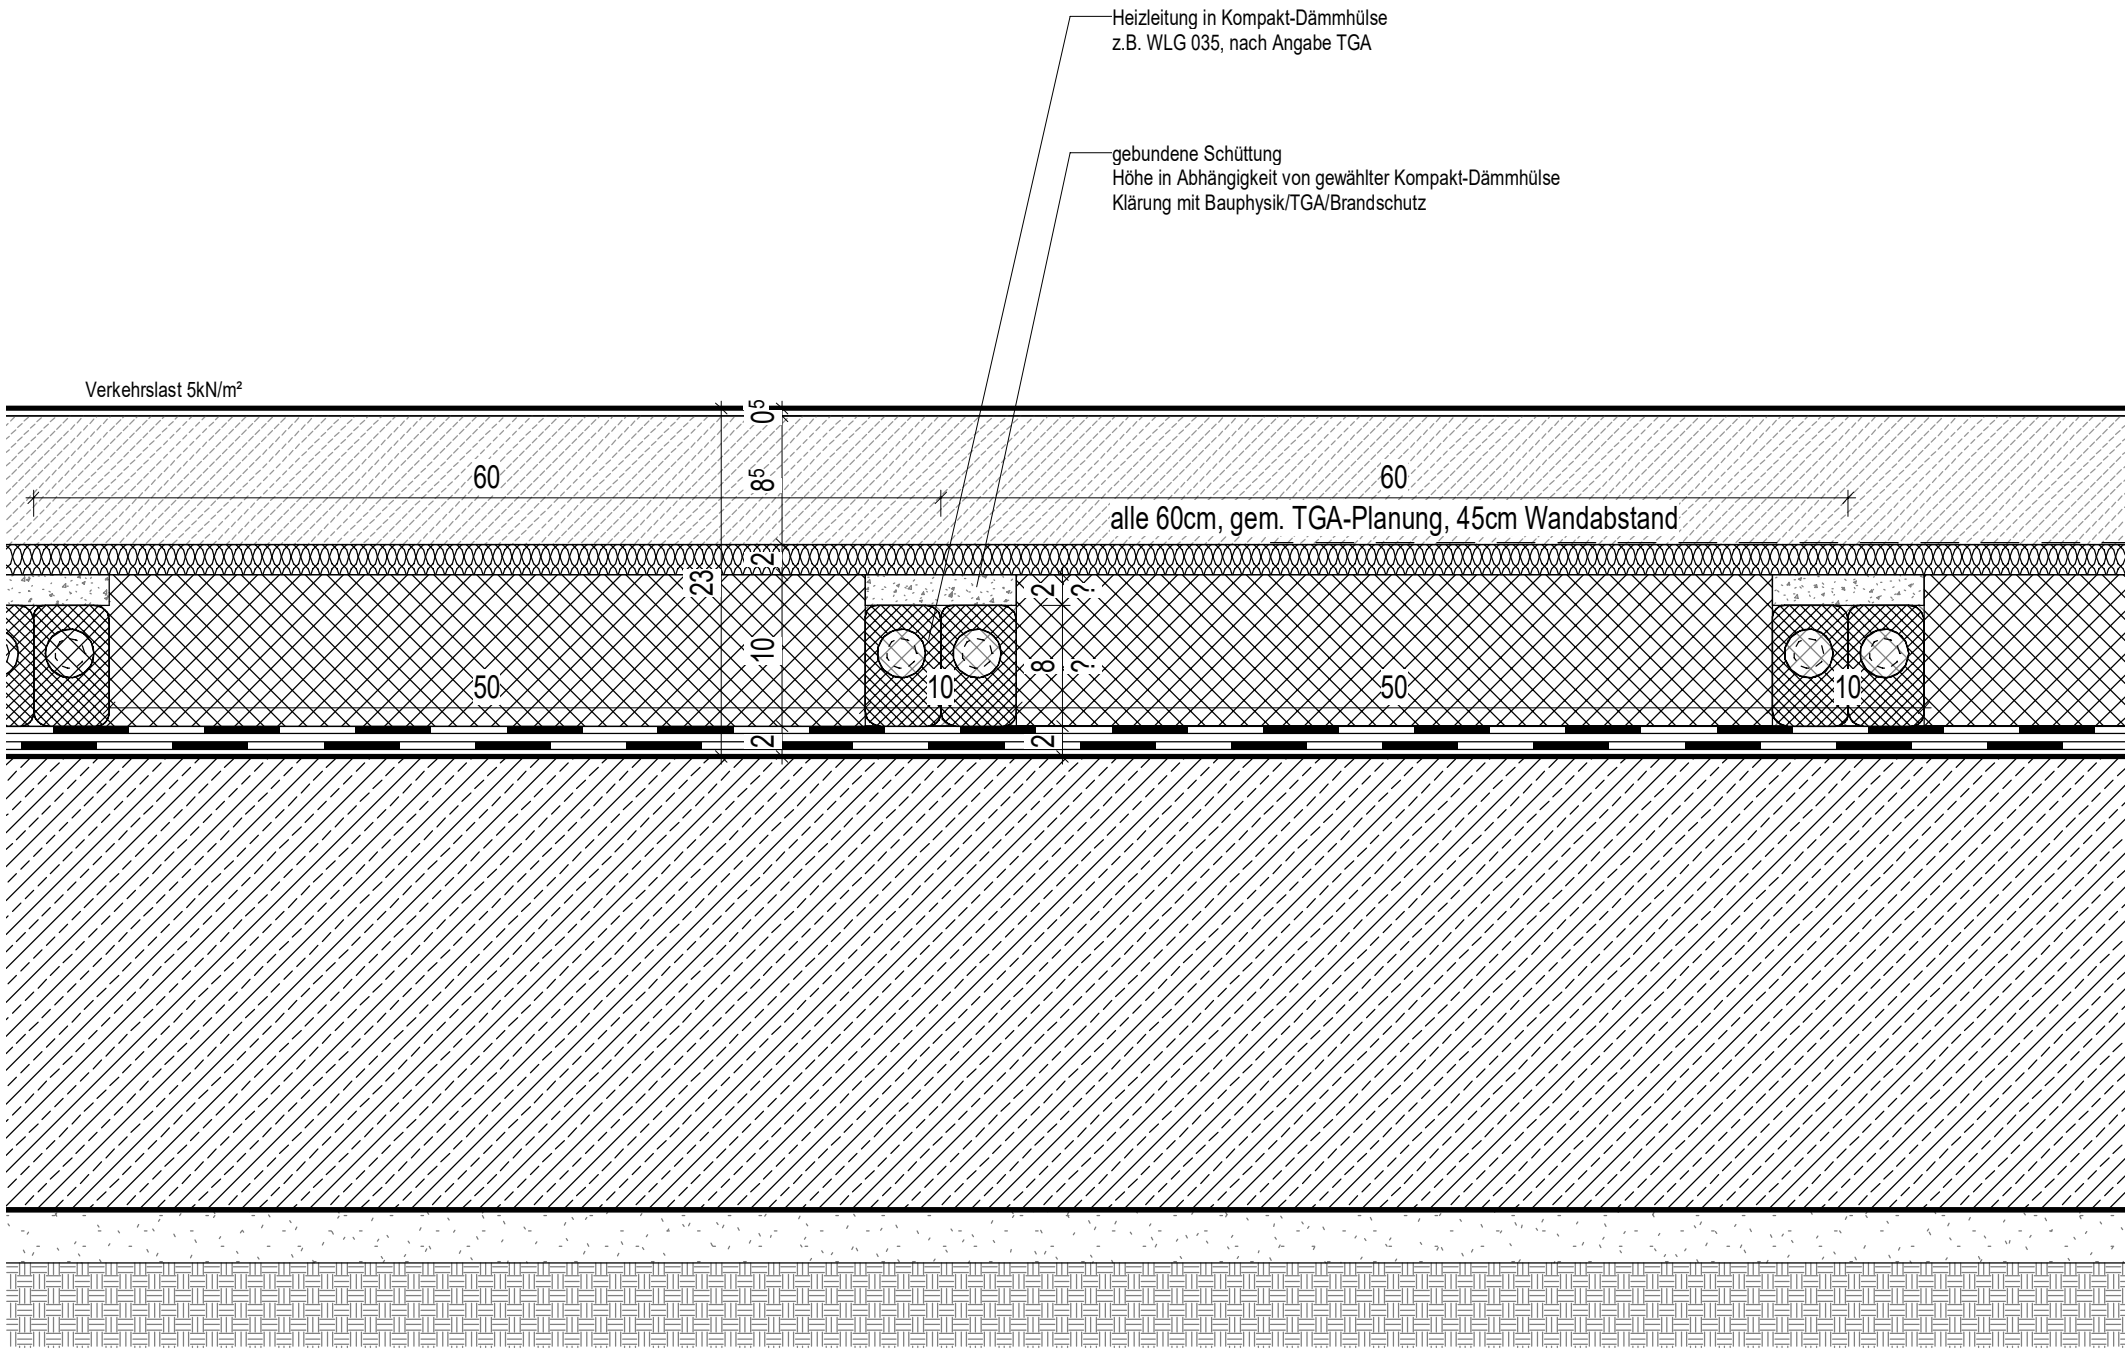 Heizleitung in Kompakt-Dämmhülse
z.B. WLG 035, nach Angabe TGA
gebundene Schüttung
Höhe in Abhängigkeit von gewählter Kompakt-Dämmhülse
Klärung mit Bauphysik/TGA/Brandschutz
Verkehrslast 5kN/m²
0⁵
60
8⁵
60
alle 60cm, gem. TGA-Planung, 45cm Wandabstand
2
23
2
?
10
8
?
50
10
50
10
2
2